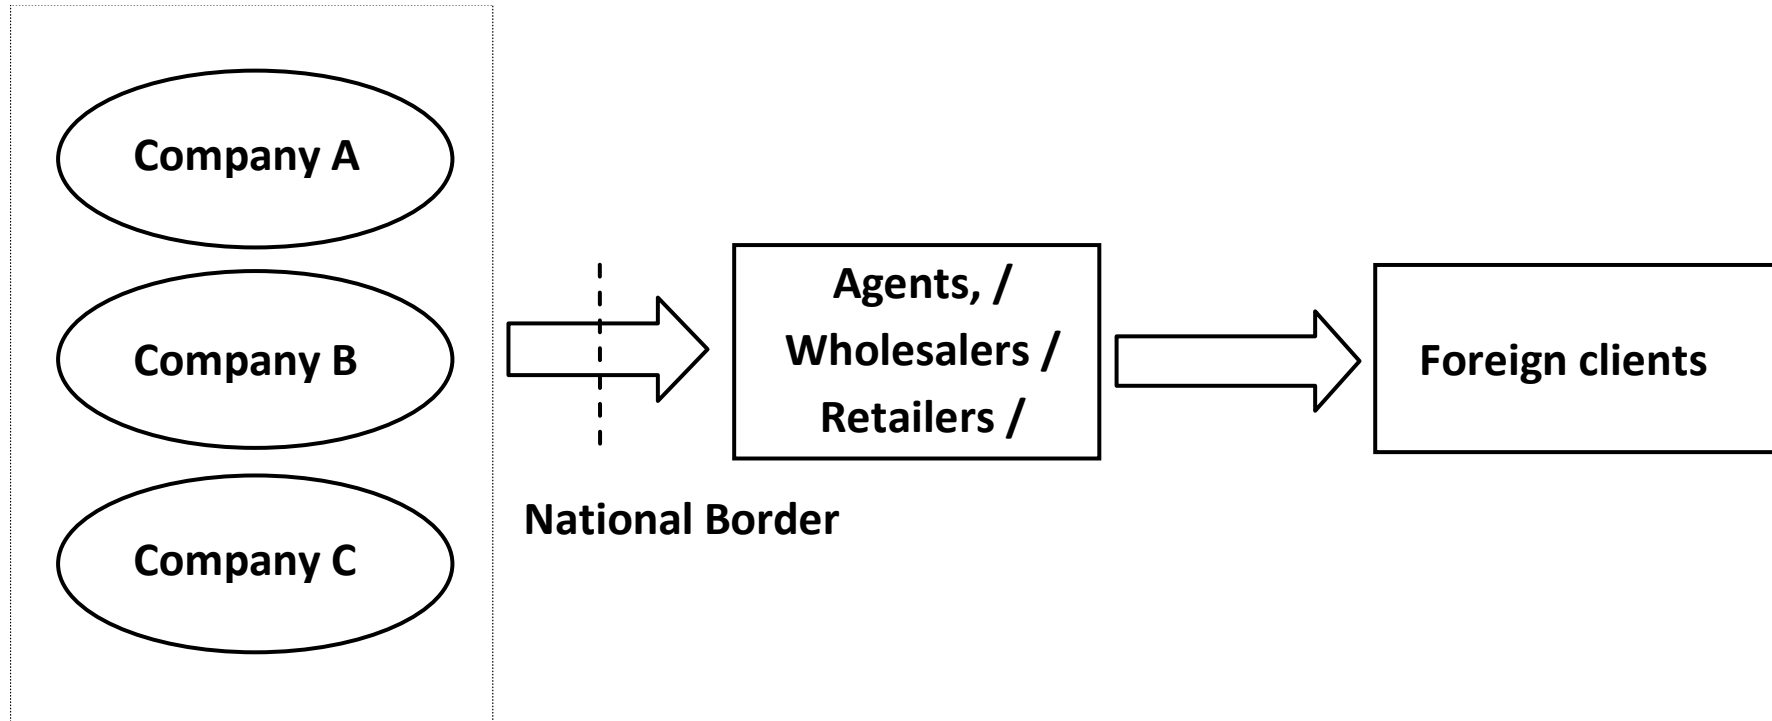 Company A
Company B
Company C
National Border
Agents, /
Wholesalers /
Retailers /
Foreign clients